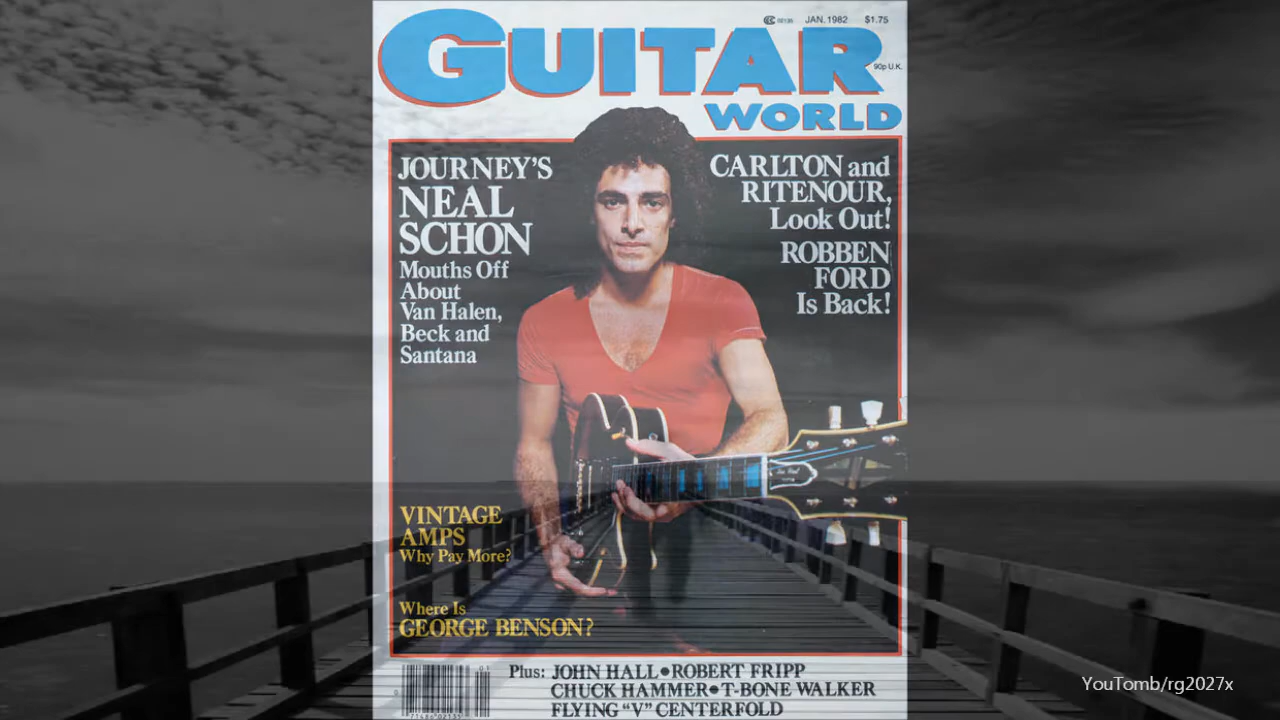 JAN. 1982 $1.75
GUITAR
90p U.K.
WORLD
JOURNEY'S
NEAL
SCHON
Mouths Off
About
Van Halen,
Beck and
Santana
CARLTON and
RITENOUR,
Look Out!
ROBBEN
FORD
Is Back!
VINTAGE
AMPS
Why Pay More?
Where Is
GEORGE BENSON?
Plus: JOHN HALL•ROBERT FRIPP
CHUCK HAMMER•T-BONE WALKER
FLYING "V" CENTERFOLD
YouTomb/rg2027x